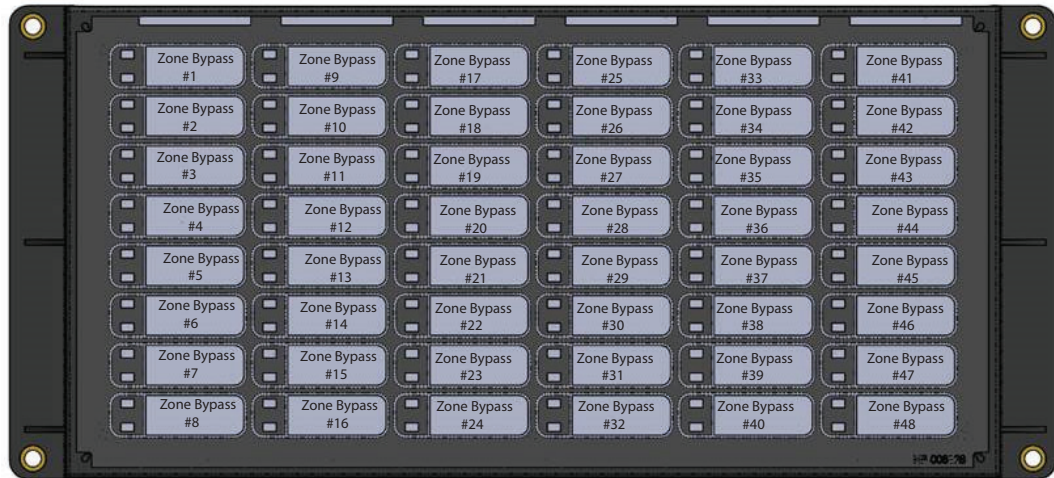 Zone Bypass
#1
Zone Bypass
#9
Zone Bypass
#17
Zone Bypass
#25
Zone Bypass
#33
Zone Bypass
#41
Zone Bypass
#2
Zone Bypass
#10
Zone Bypass
#18
Zone Bypass
#26
Zone Bypass
#34
Zone Bypass
#42
Zone Bypass
#3
Zone Bypass
#11
Zone Bypass
#19
Zone Bypass
#27
Zone Bypass
#35
Zone Bypass
#43
Zone Bypass
#4
Zone Bypass
#12
Zone Bypass
#20
Zone Bypass
#28
Zone Bypass
#36
Zone Bypass
#44
Zone Bypass
#5
Zone Bypass
#13
Zone Bypass
#21
Zone Bypass
#29
Zone Bypass
#37
Zone Bypass
#45
Zone Bypass
#6
Zone Bypass
#14
Zone Bypass
#22
Zone Bypass
#30
Zone Bypass
#38
Zone Bypass
#46
Zone Bypass
#7
Zone Bypass
#15
Zone Bypass
#23
Zone Bypass
#31
Zone Bypass
#39
Zone Bypass
#47
Zone Bypass
#8
Zone Bypass
#16
Zone Bypass
#24
Zone Bypass
#32
Zone Bypass
#40
Zone Bypass
#48